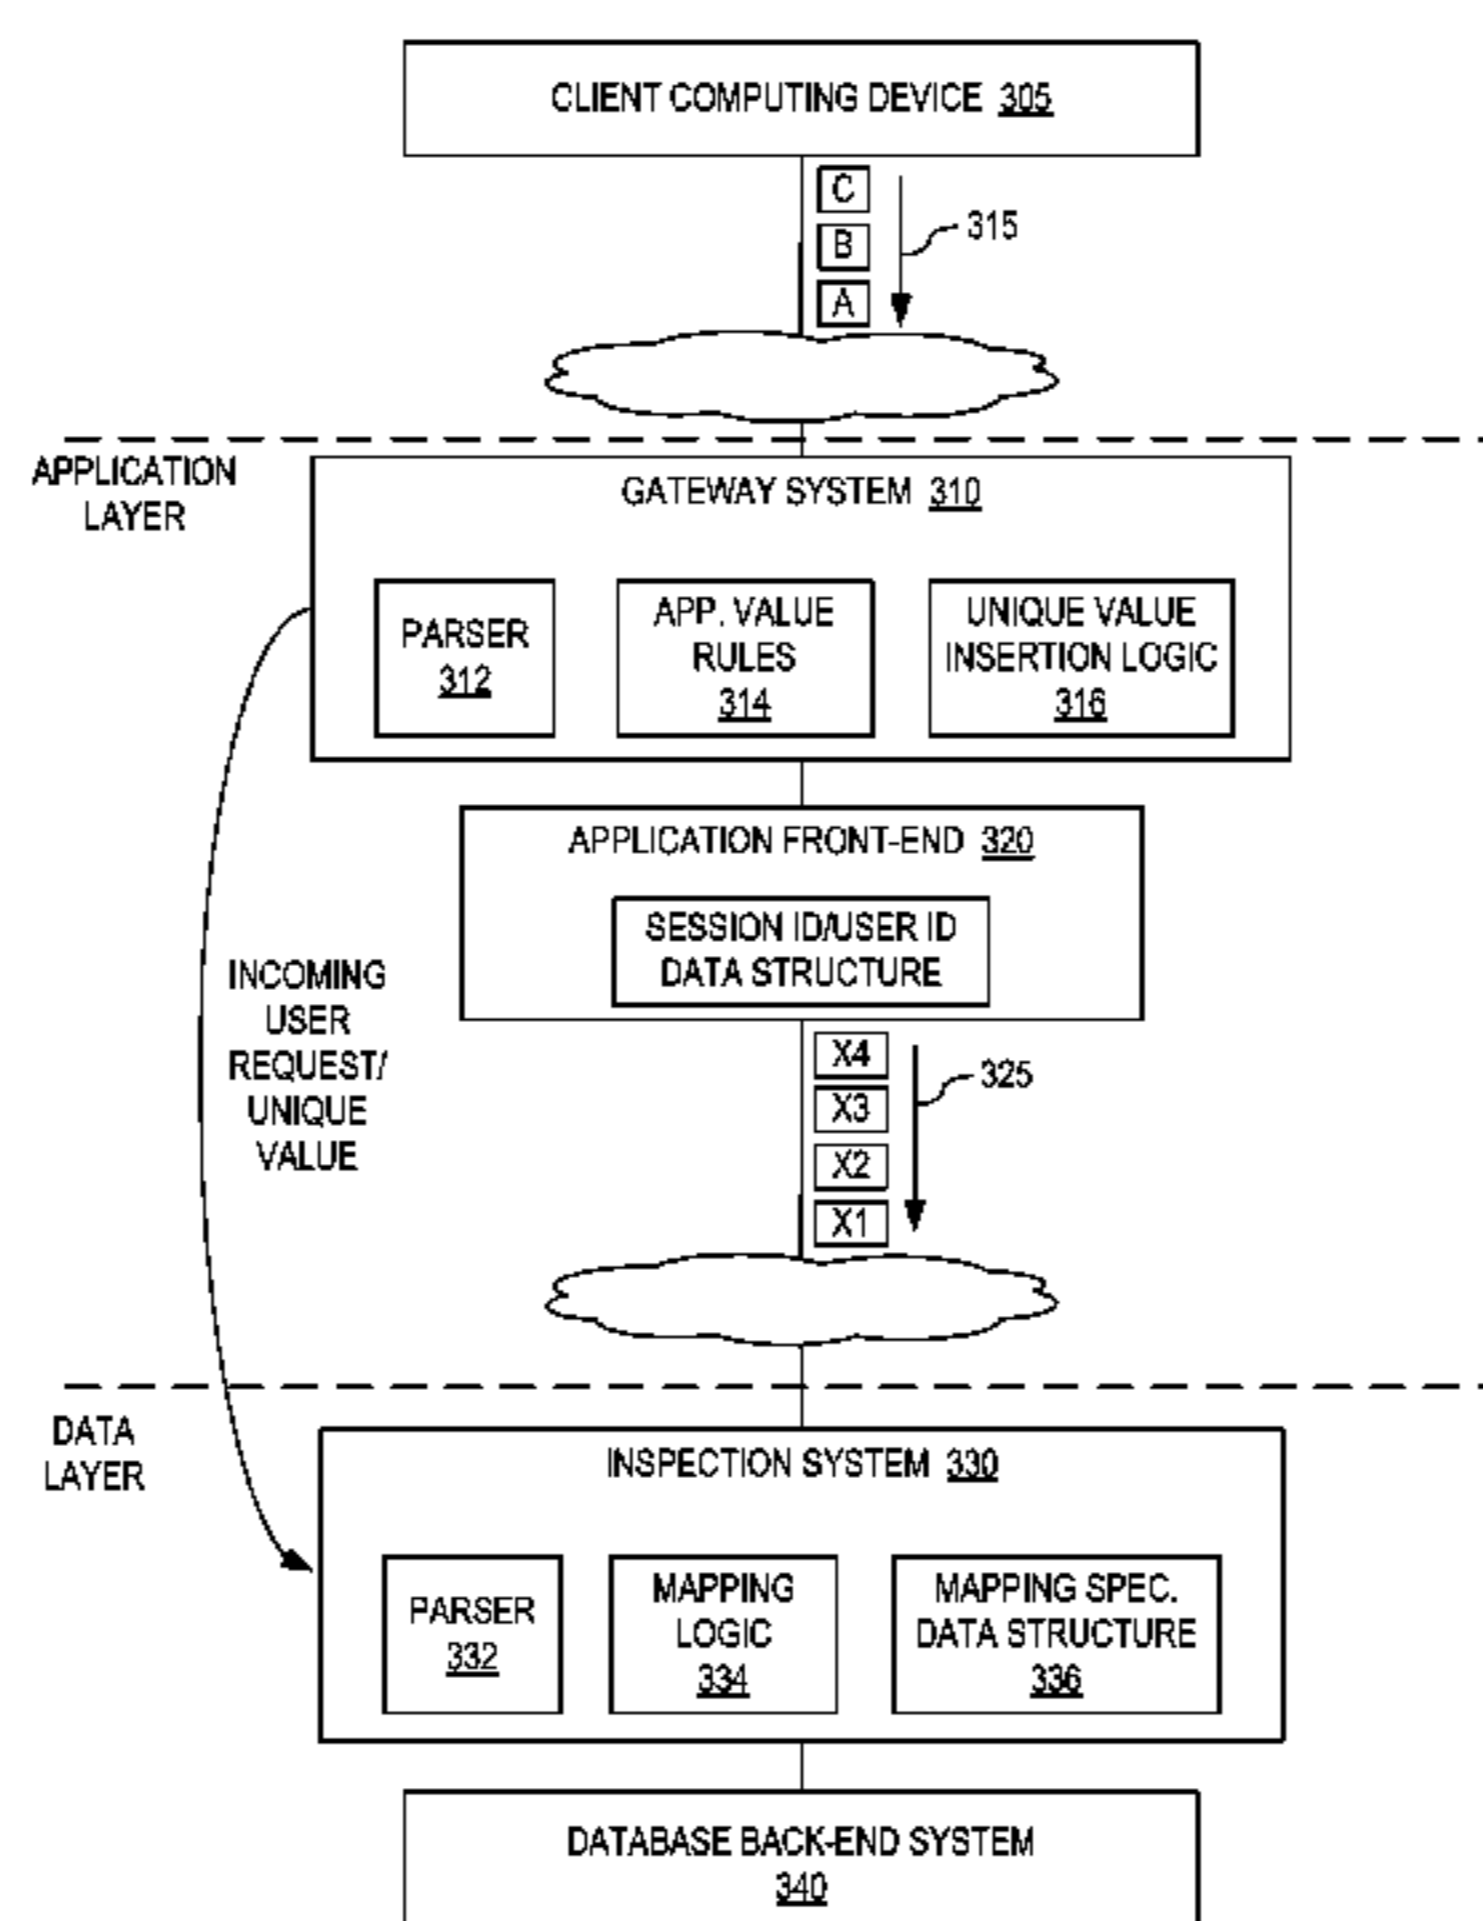 CLIENT COMPUTING DEVICE 305
C
B
A
315
APPLICATION
LAYER
GATEWAY SYSTEM 310
PARSER
312
APP. VALUE
RULES
314
UNIQUE VALUE
INSERTION LOGIC
316
APPLICATION FRONT-END 320
SESSION ID/USER ID
DATA STRUCTURE
INCOMING
USER
REQUEST/
UNIQUE
VALUE
X4
X3
X2
X1
325
DATA
LAYER
INSPECTION SYSTEM 330
PARSER
332
MAPPING
LOGIC
334
MAPPING SPEC.
DATA STRUCTURE
336
DATABASE BACK-END SYSTEM
340